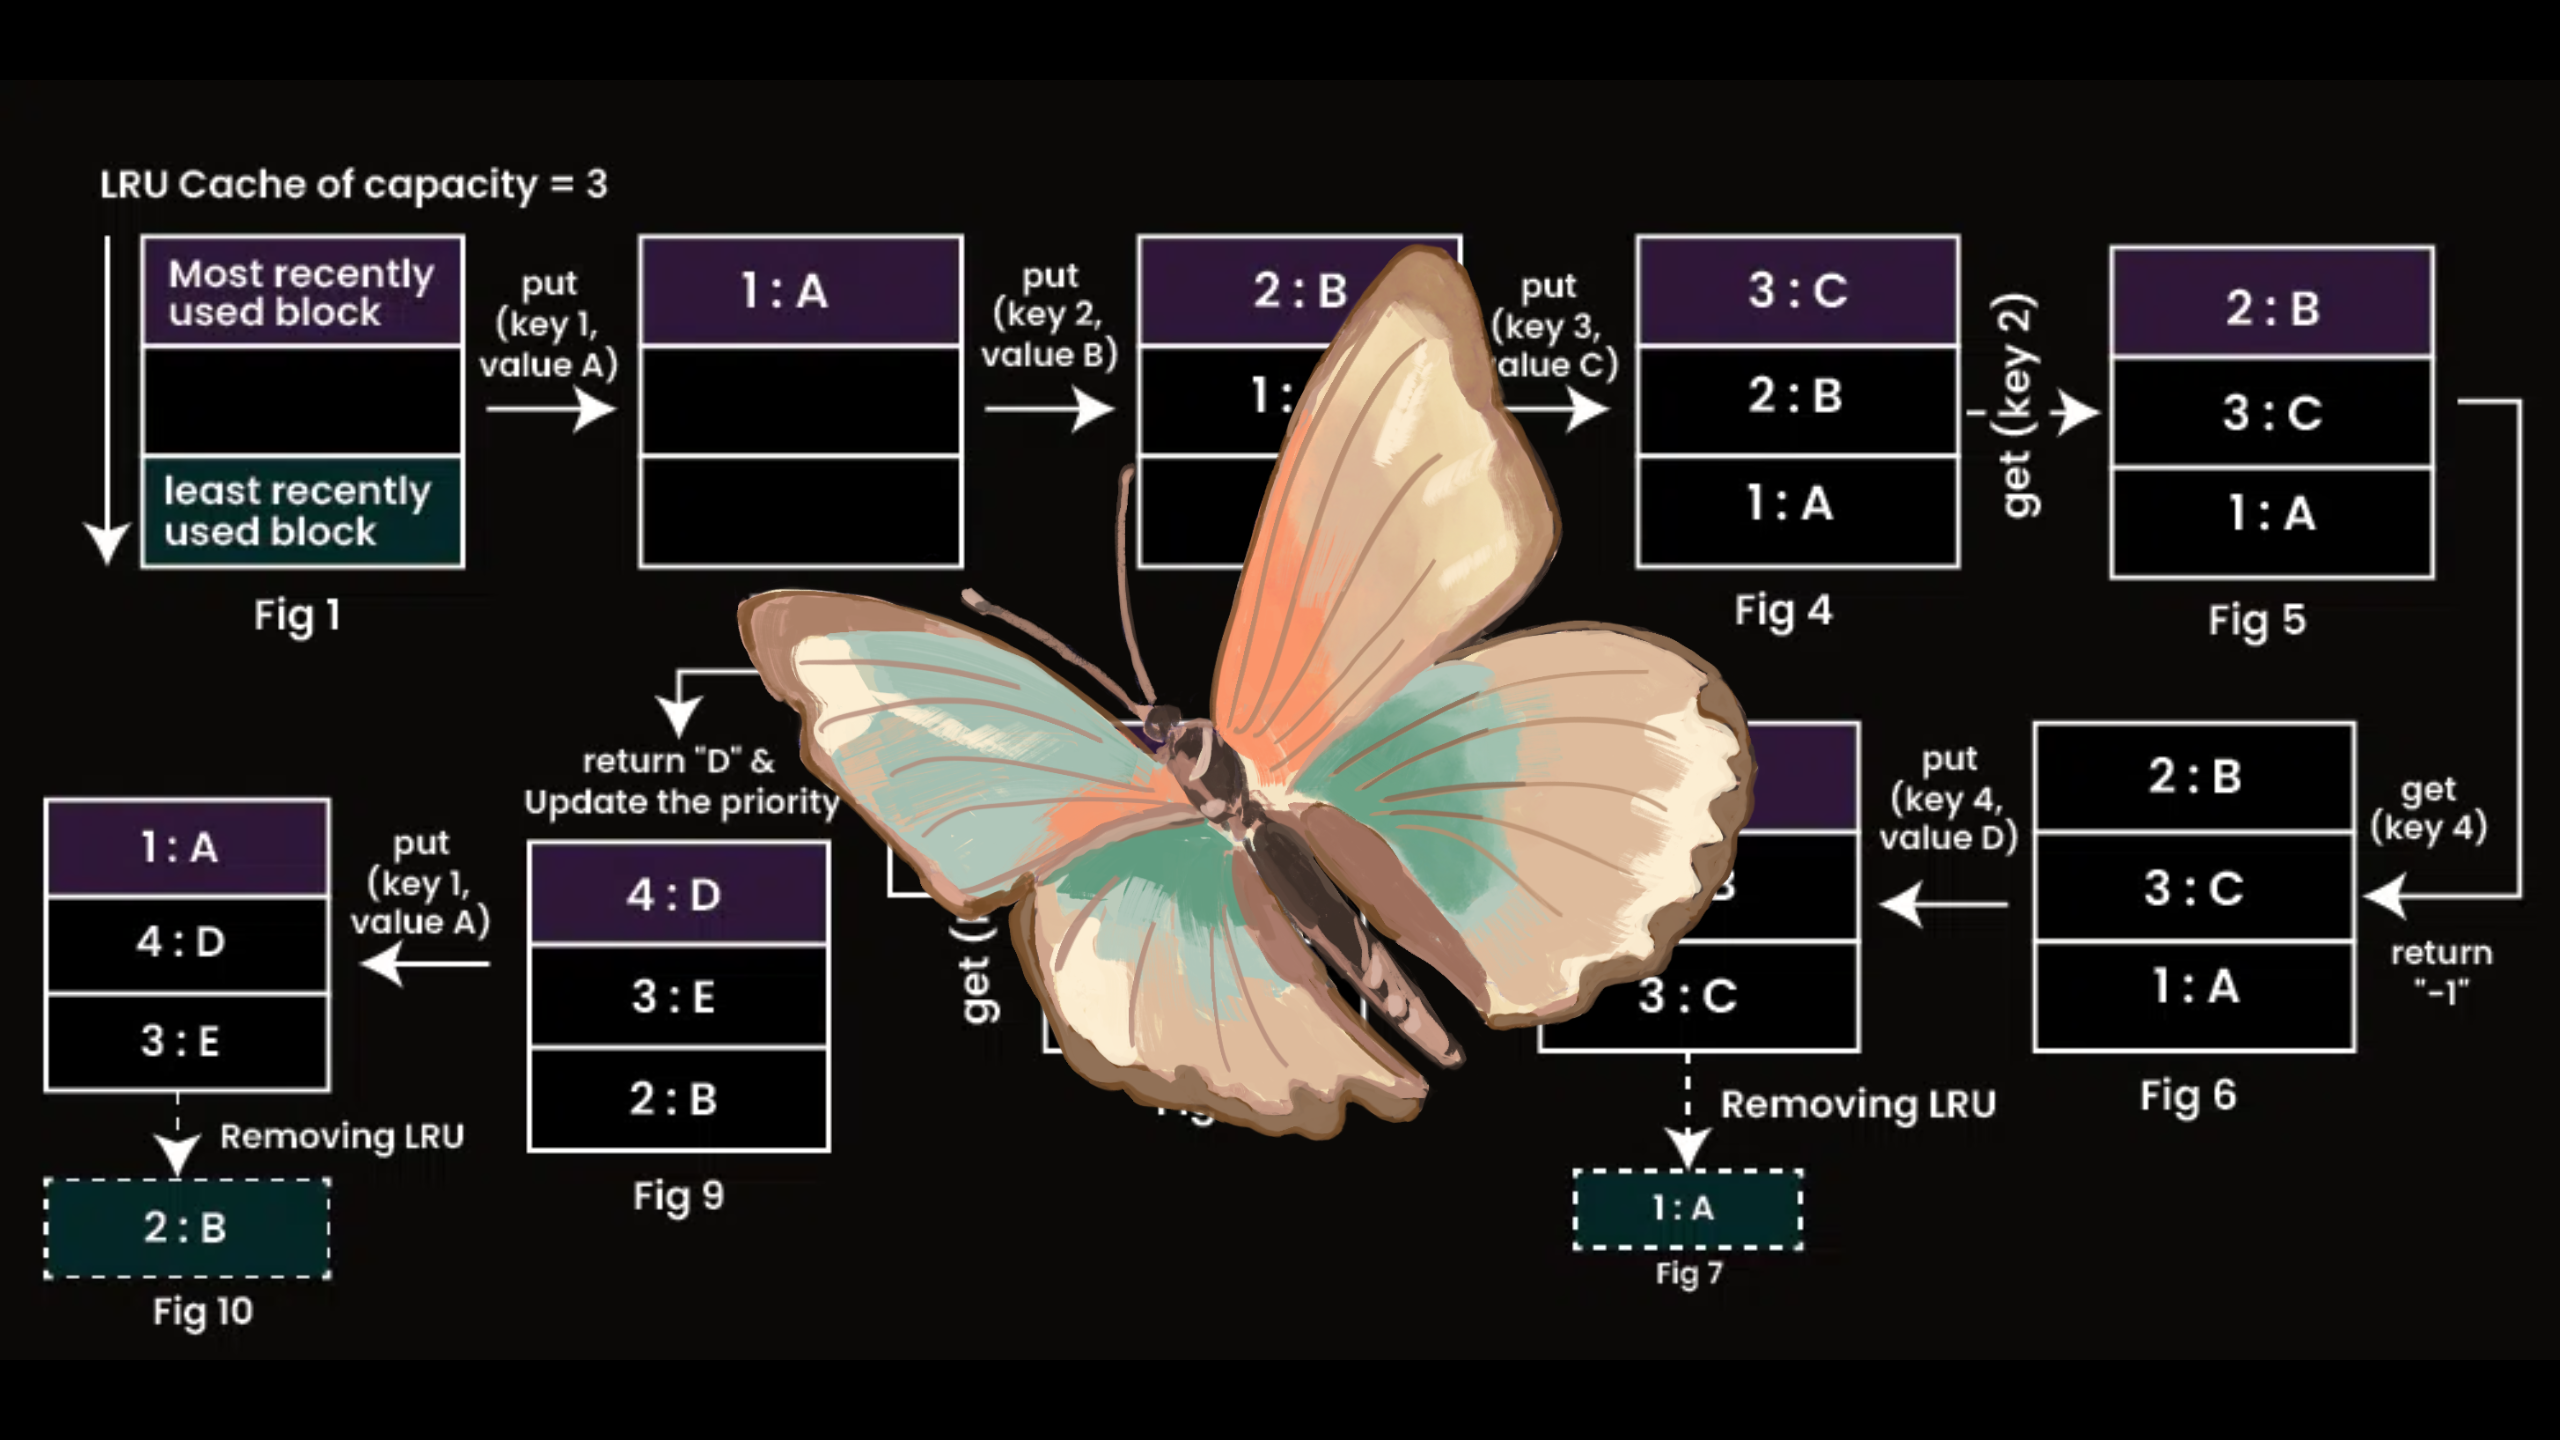 LRU Cache of capacity = 3
Most recently
used block
least recently
used block
Fig 1
put
(key 1,
value A)
1 : A
put
(key 2,
value B)
2 : B
1 :
put
(key 3,
alue C)
3 : C
2 : B
1 : A
Fig 4
get (key 2)
2 : B
3 : C
1 : A
Fig 5
get
(key 4)
return
"-1"
2 : B
3 : C
1 : A
Fig 6
put
(key 4,
value D)
3 : C
Removing LRU
1 : A
Fig 7
get (
return "D" &
Update the priority
4 : D
3 : E
2 : B
Fig 9
put
(key 1,
value A)
1 : A
4 : D
3 : E
Removing LRU
2 : B
Fig 10